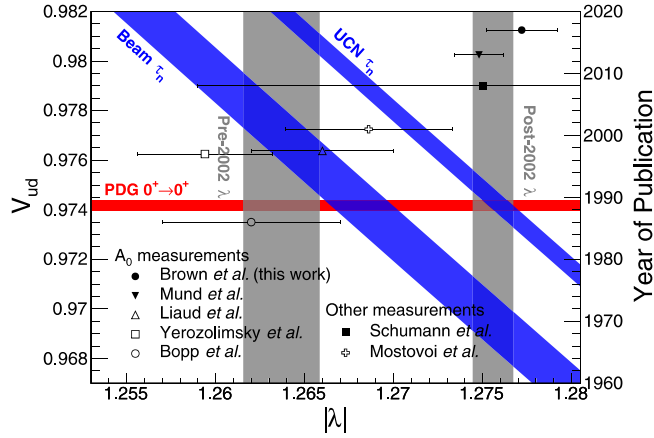 0.982
0.98
0.978
0.976
0.974
0.972
0.97
0.968
V_ud
2020
2010
2000
1990
1980
1970
1960
Year of Publication
Beam τ_n
UCN τ_n
Pre-2002 λ
Post-2002 λ
PDG 0⁺→0⁺
A₀ measurements
Brown et al. (this work)
Mund et al.
Liaud et al.
Yerozolimsky et al.
Bopp et al.
Other measurements
Schumann et al.
Mostovoi et al.
1.255 1.26 1.265 1.27 1.275 1.28
|λ|